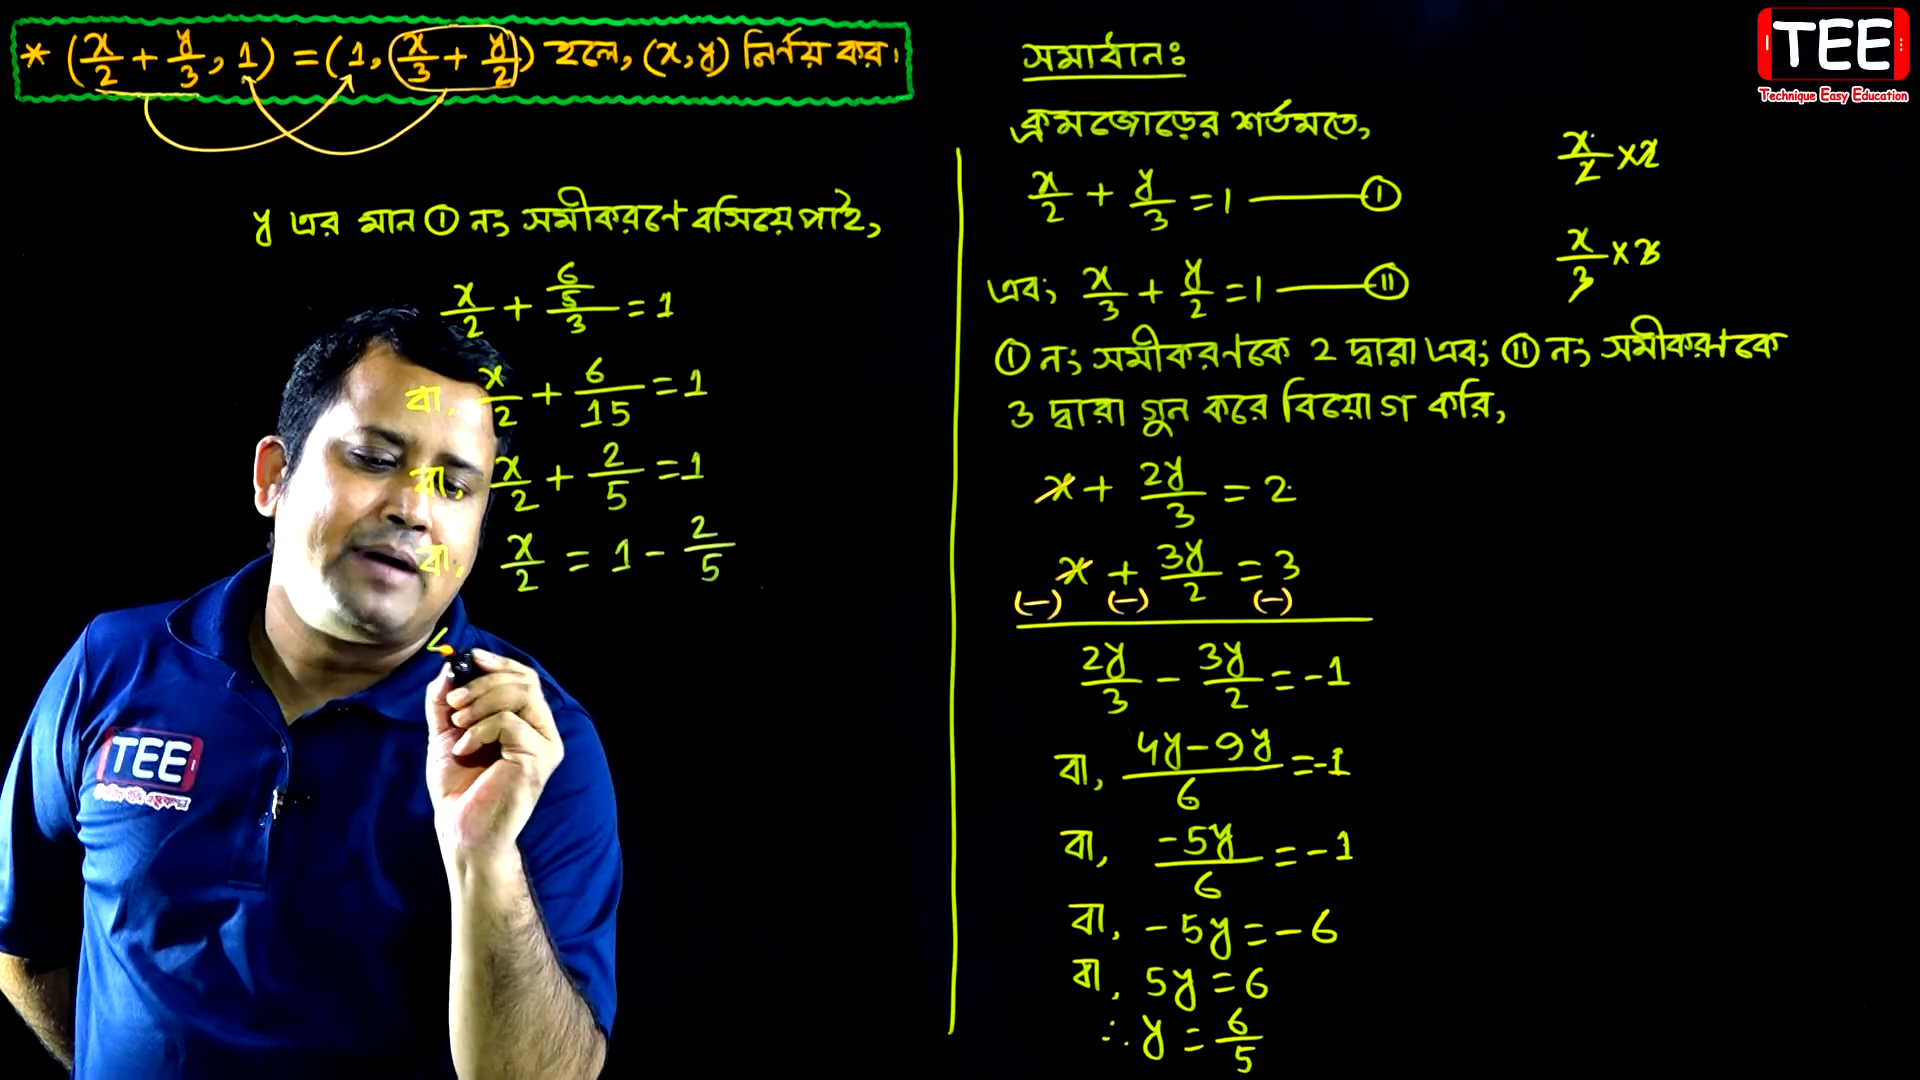 * (x/2 + y/3, 1) = (1, x/3 + y/2) হলে, (x, y) নির্ণয় কর।
TEE
Technique Easy Education
সমাধানঃ
ক্রমজোড়ের শর্তমতে,
x/2 + y/3 = 1 —— (i)
এবং x/3 + y/2 = 1 —— (ii)
x/2 × 2
x/3 × 3
(i) নং সমীকরণকে 2 দ্বারা এবং (ii) নং সমীকরণকে
3 দ্বারা গুন করে বিয়োগ করি,
x + 2y/3 = 2
x + 3y/2 = 3
(−) (−) (−)
2y/3 − 3y/2 = -1
বা, 4y−9y/6 = -1
বা, −5y/6 = −1
বা, −5y = −6
বা, 5y = 6
∴ y = 6/5
y এর মান (i) নং সমীকরণে বসিয়ে পাই,
x/2 + 6/5/3 = 1
বা, x/2 + 6/15 = 1
বা, x/2 + 2/5 = 1
বা, x/2 = 1 − 2/5
TEE